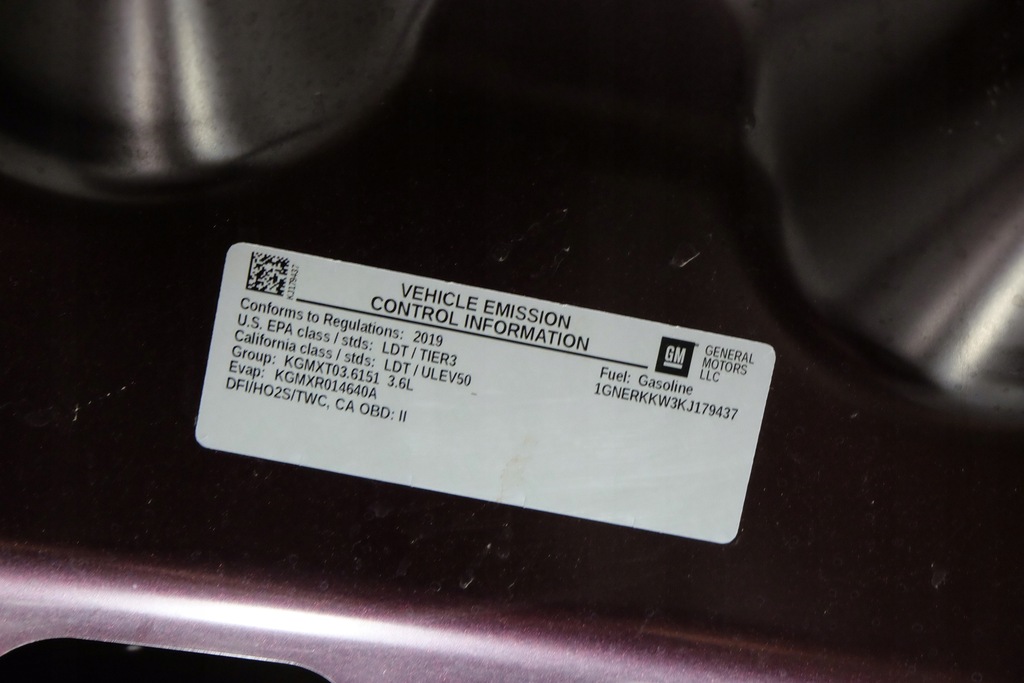 KJ179437
VEHICLE EMISSION
CONTROL INFORMATION
Conforms to Regulations: 2019
U.S. EPA class / stds: LDT / TIER3
California class / stds: LDT / ULEV50
Group: KGMXT03.6151 3.6L
Evap: KGMXR014640A
DFI/HO2S/TWC, CA OBD: II
GM
GENERAL
MOTORS
LLC
Fuel: Gasoline
1GNERKKW3KJ179437